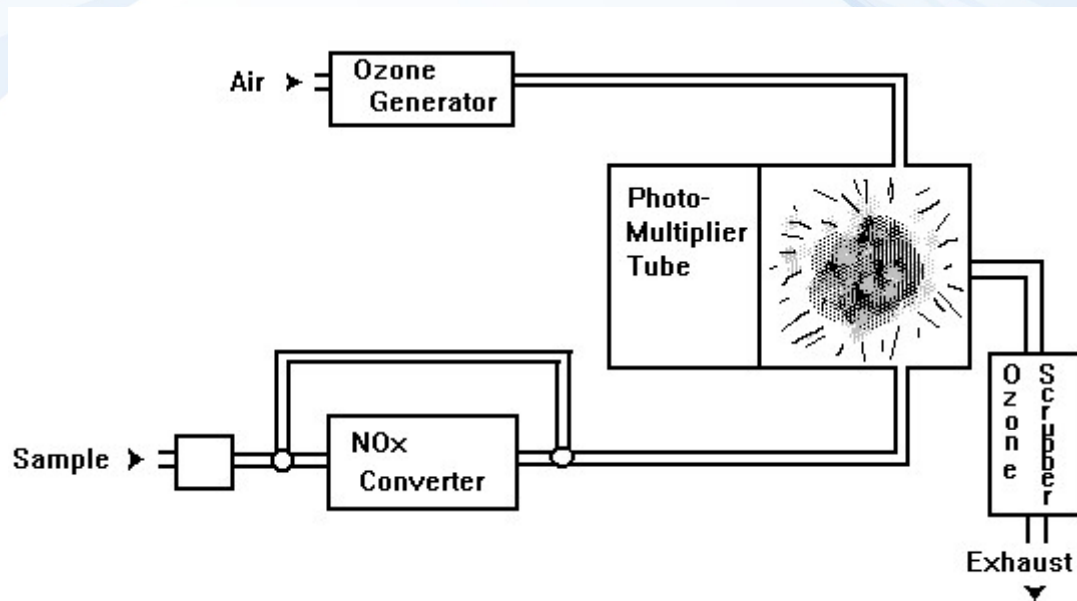 Ozone
Generator
Air
Photo-
Multiplier
Tube
Ozone
Scrubber
NOx
Converter
Sample
Exhaust